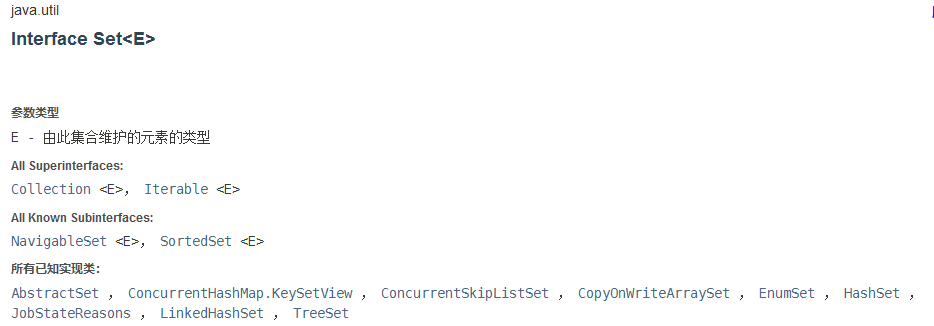 java.util
Interface Set<E>
参数类型
E - 由此集合维护的元素的类型
All Superinterfaces:
Collection <E>， Iterable <E>
All Known Subinterfaces:
NavigableSet <E>， SortedSet <E>
所有已知实现类：
AbstractSet ， ConcurrentHashMap.KeySetView ， ConcurrentSkipListSet ， CopyOnWriteArraySet ， EnumSet ， HashSet ，
JobStateReasons ， LinkedHashSet ， TreeSet